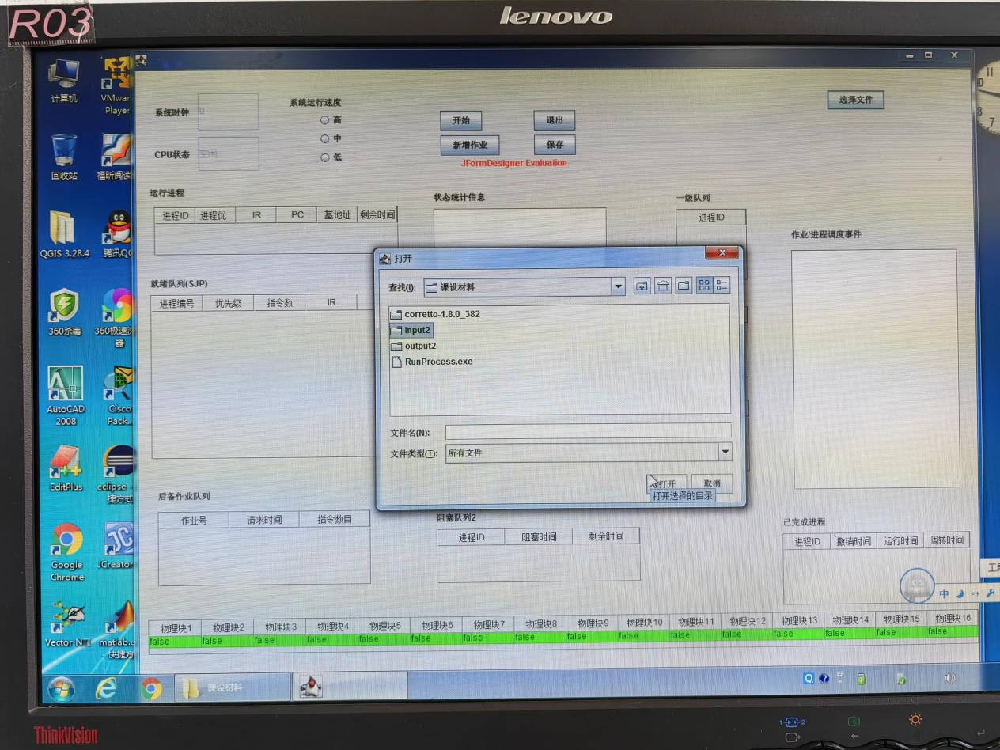 R03
lenovo
计算机
VMwar
Player
回收站
福昕阅读
QGIS 3.28.4
腾讯QQ
360杀毒
360极速浏
器
AutoCAD
2008
Cisco
Pack...
EditPlus
eclipse -
捷方式
Google
Chrome
JCreator
Vector NTI
matlab.e
- 快捷方
系统时钟
0
CPU状态
空闲
系统运行速度
高
中
低
开始
退出
新增作业
保存
JFormDesigner Evaluation
选择文件
运行进程
进程ID 进程优... IR PC 基地址 剩余时间
状态统计信息
一级队列
进程ID
作业/进程调度事件
就绪队列(SJP)
进程编号 优先级 指令数 IR
打开
查找(I): 课设材料
corretto-1.8.0_382
input2
output2
RunProcess.exe
文件名(N):
文件类型(T): 所有文件
打开 取消
打开选择的目录
后备作业队列
作业号 请求时间 指令数目
阻塞队列2
进程ID 阻塞时间 剩余时间
已完成进程
进程ID 撤销时间 运行时间 周转时间
物理块1 物理块2 物理块3 物理块4 物理块5 物理块6 物理块7 物理块8 物理块9 物理块10 物理块11 物理块12 物理块13 物理块14 物理块15 物理块16
false false false false false false false false false false false false false false false false
中
课设材料
11
10
8
7
ThinkVision